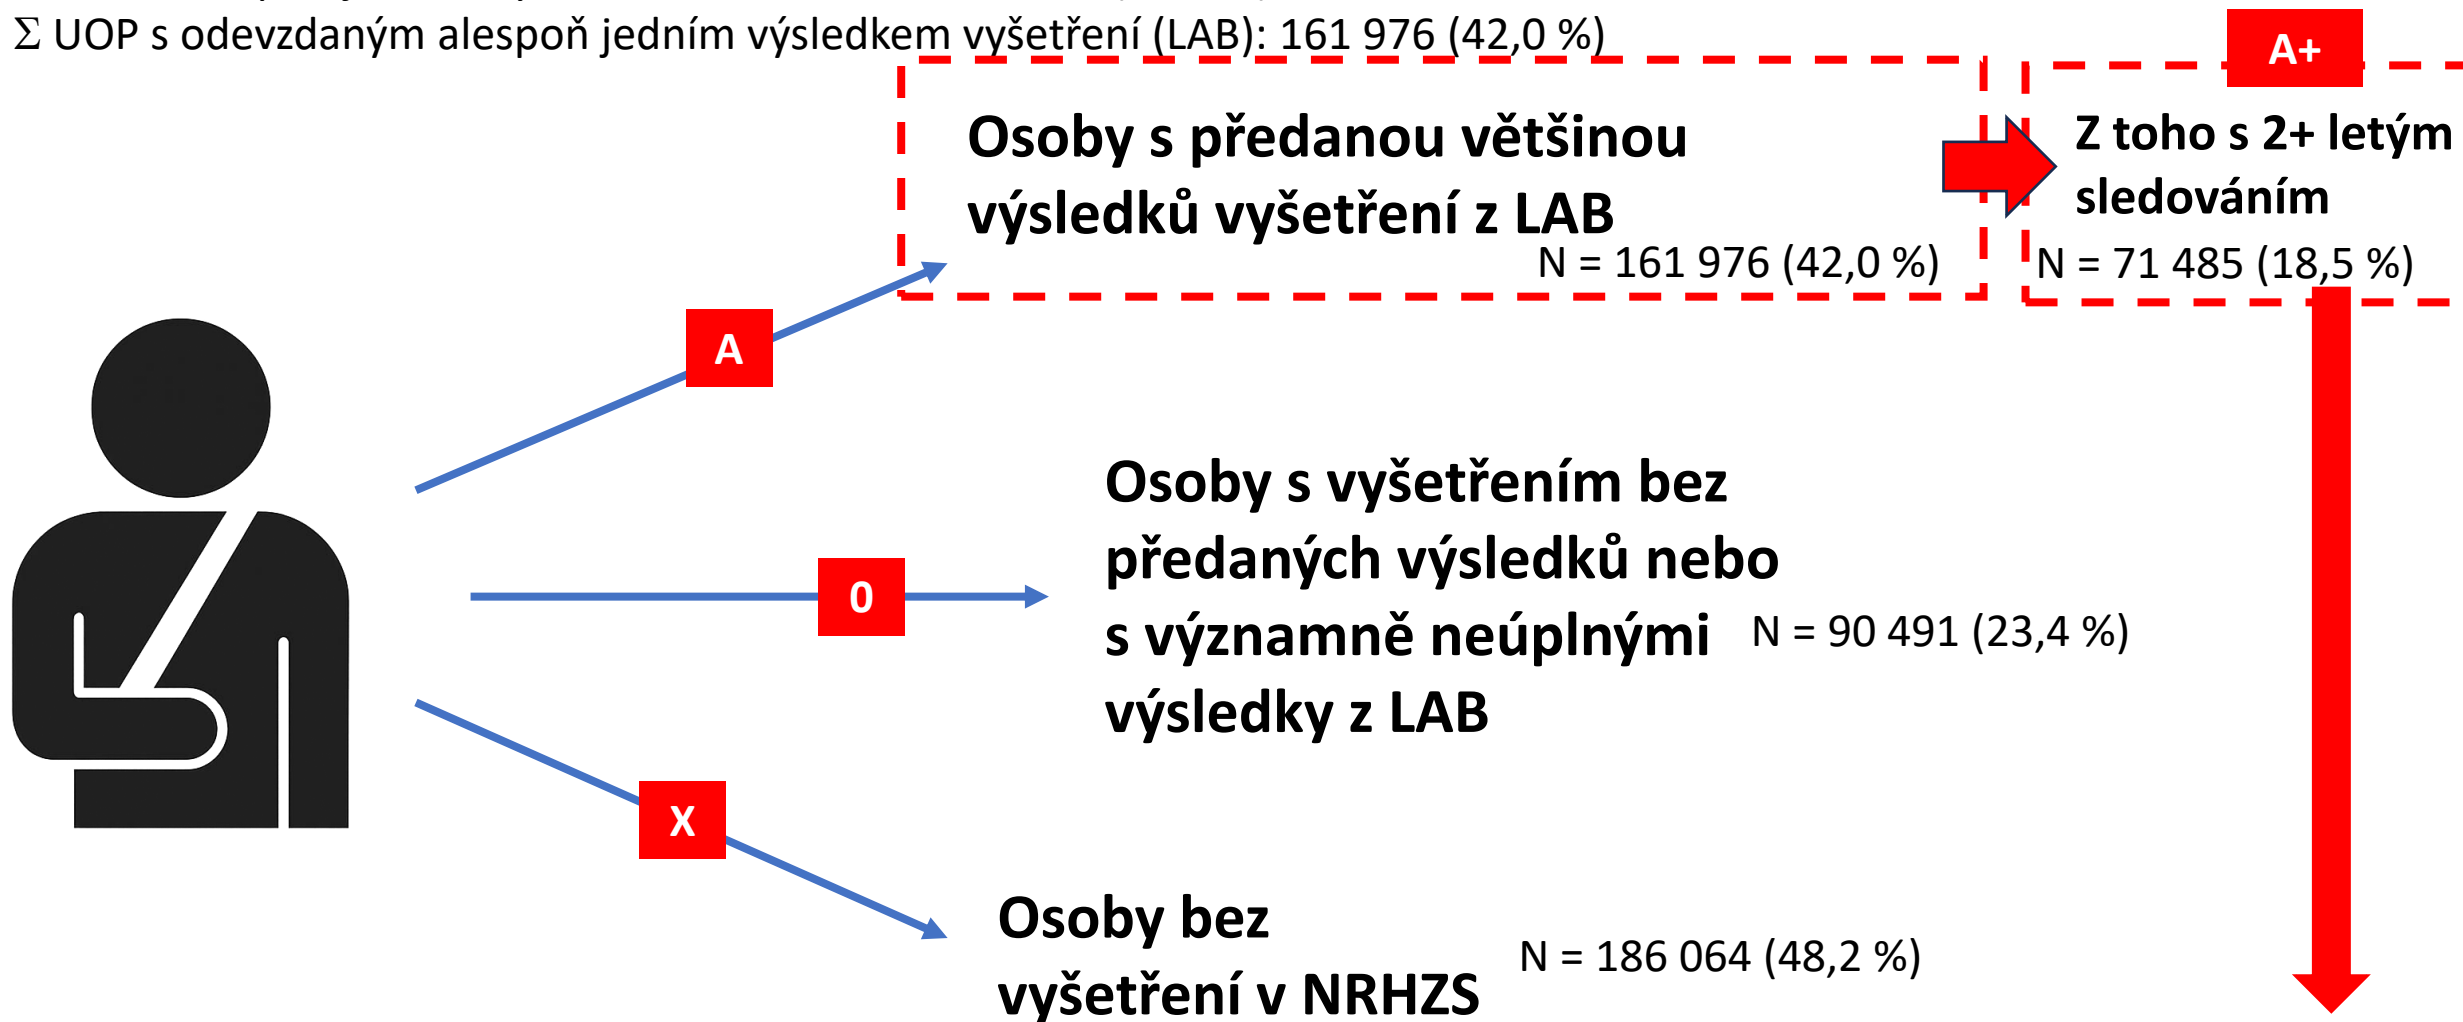 Σ UOP s odevzdaným alespoň jedním výsledkem vyšetření (LAB): 161 976 (42,0 %)
A+
Osoby s předanou většinou
výsledků vyšetření z LAB
N = 161 976 (42,0 %)
Z toho s 2+ letým
sledováním
N = 71 485 (18,5 %)
A
Osoby s vyšetřením bez
předaných výsledků nebo
s významně neúplnými
výsledky z LAB
N = 90 491 (23,4 %)
0
X
Osoby bez
vyšetření v NRHZS
N = 186 064 (48,2 %)